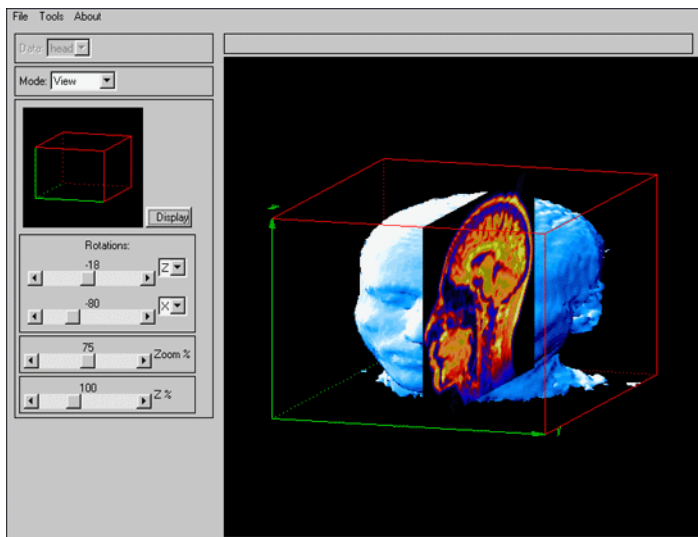 File Tools About
Data: head
Mode: View
Display
Rotations:
-18
Z
-80
X
75
Zoom %
100
Z %